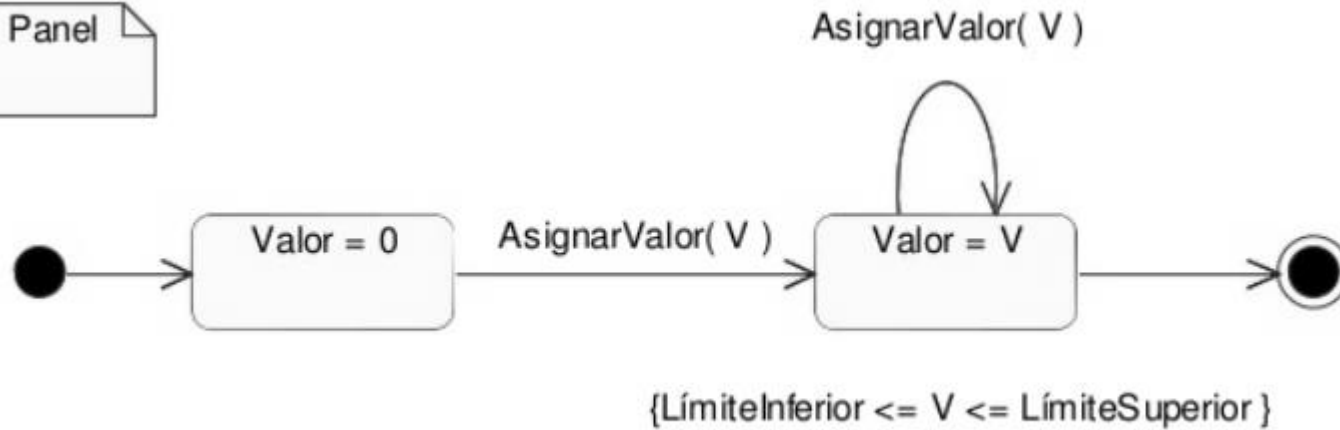 Panel
AsignarValor( V )
Valor = 0
AsignarValor( V )
Valor = V
{LímiteInferior <= V <= LímiteSuperior }